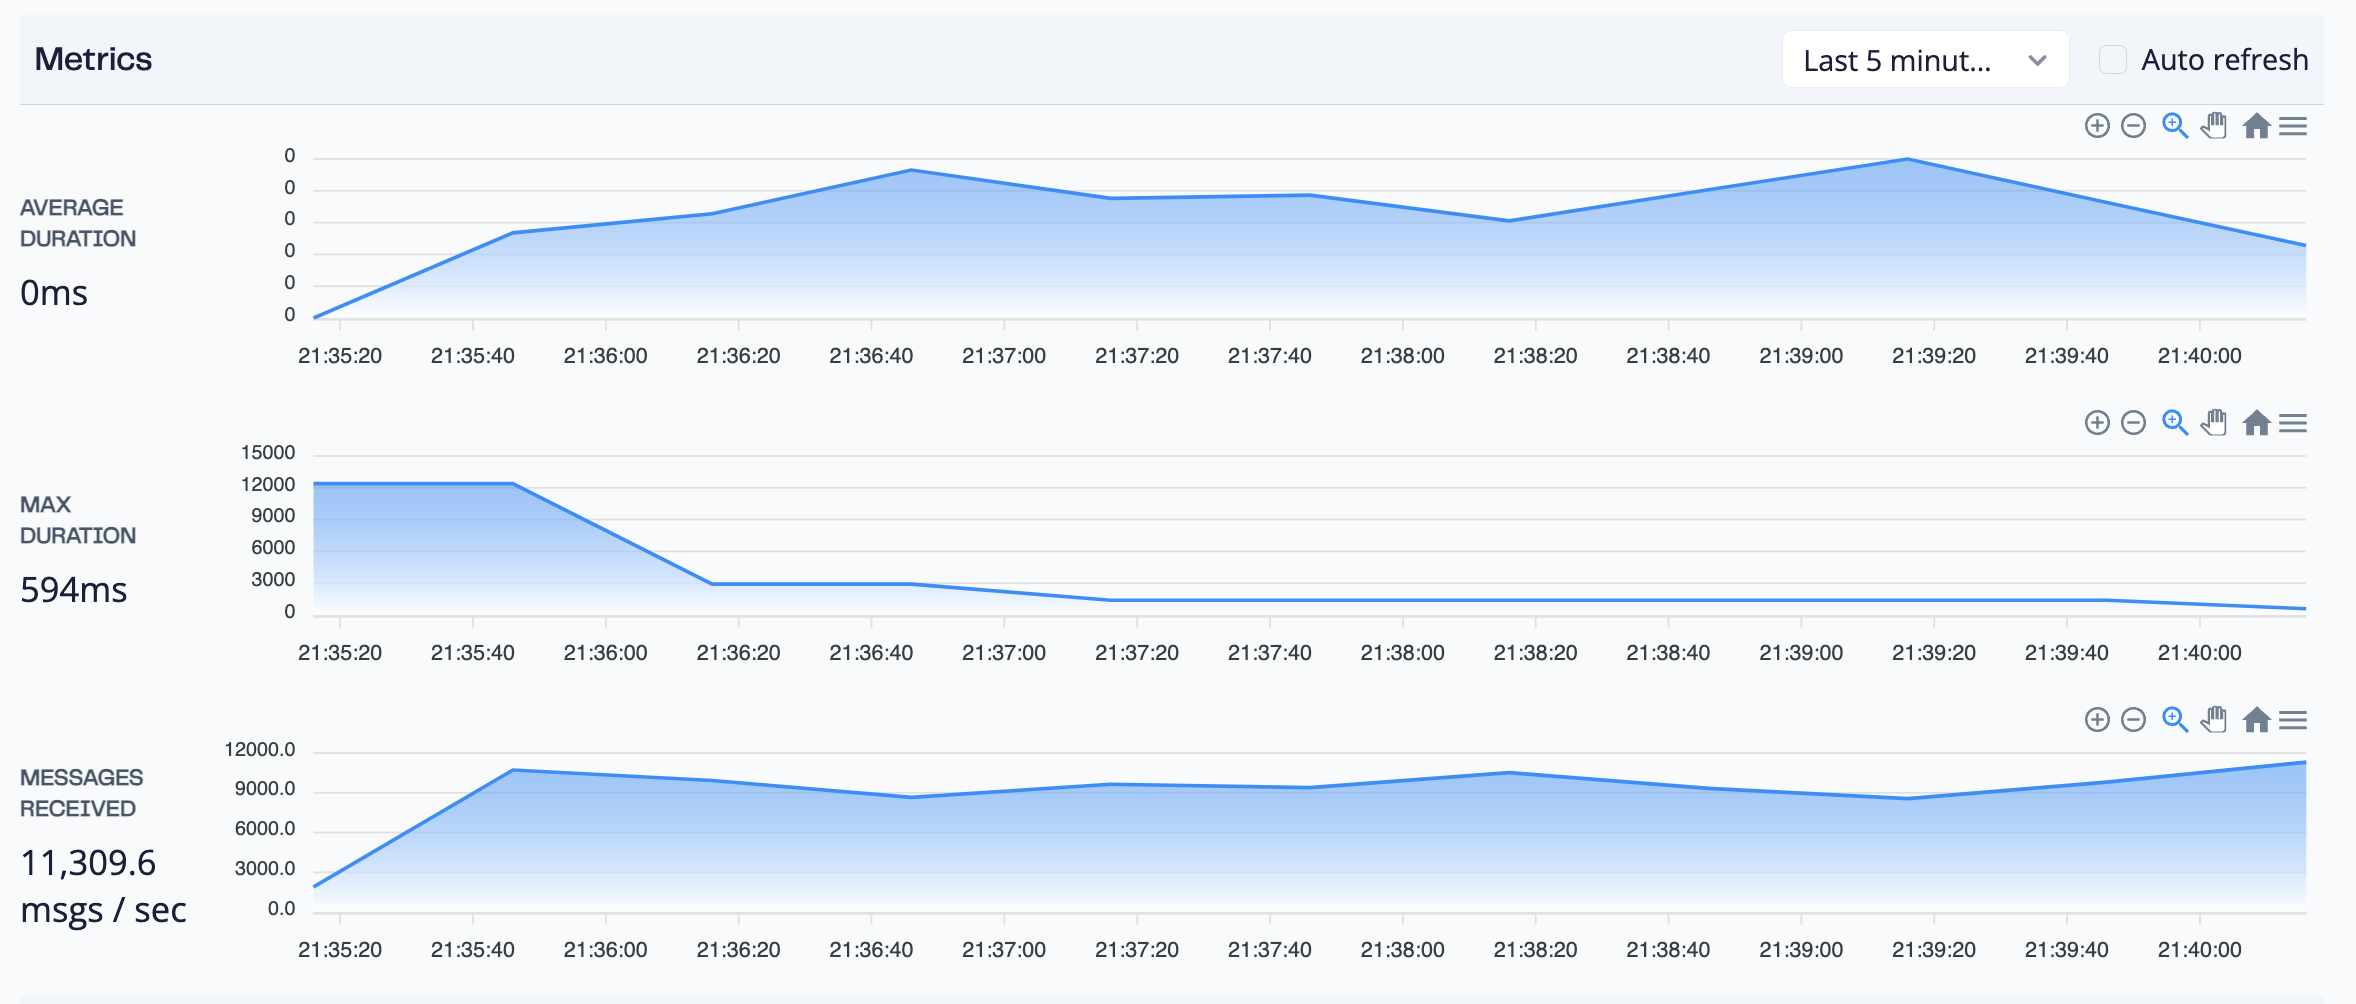 Metrics
Last 5 minut...
Auto refresh
AVERAGE
DURATION
0ms
0
0
0
0
0
0
21:35:20 21:35:40 21:36:00 21:36:20 21:36:40 21:37:00 21:37:20 21:37:40 21:38:00 21:38:20 21:38:40 21:39:00 21:39:20 21:39:40 21:40:00
MAX
DURATION
594ms
15000
12000
9000
6000
3000
0
21:35:20 21:35:40 21:36:00 21:36:20 21:36:40 21:37:00 21:37:20 21:37:40 21:38:00 21:38:20 21:38:40 21:39:00 21:39:20 21:39:40 21:40:00
MESSAGES
RECEIVED
11,309.6
msgs / sec
12000.0
9000.0
6000.0
3000.0
0.0
21:35:20 21:35:40 21:36:00 21:36:20 21:36:40 21:37:00 21:37:20 21:37:40 21:38:00 21:38:20 21:38:40 21:39:00 21:39:20 21:39:40 21:40:00